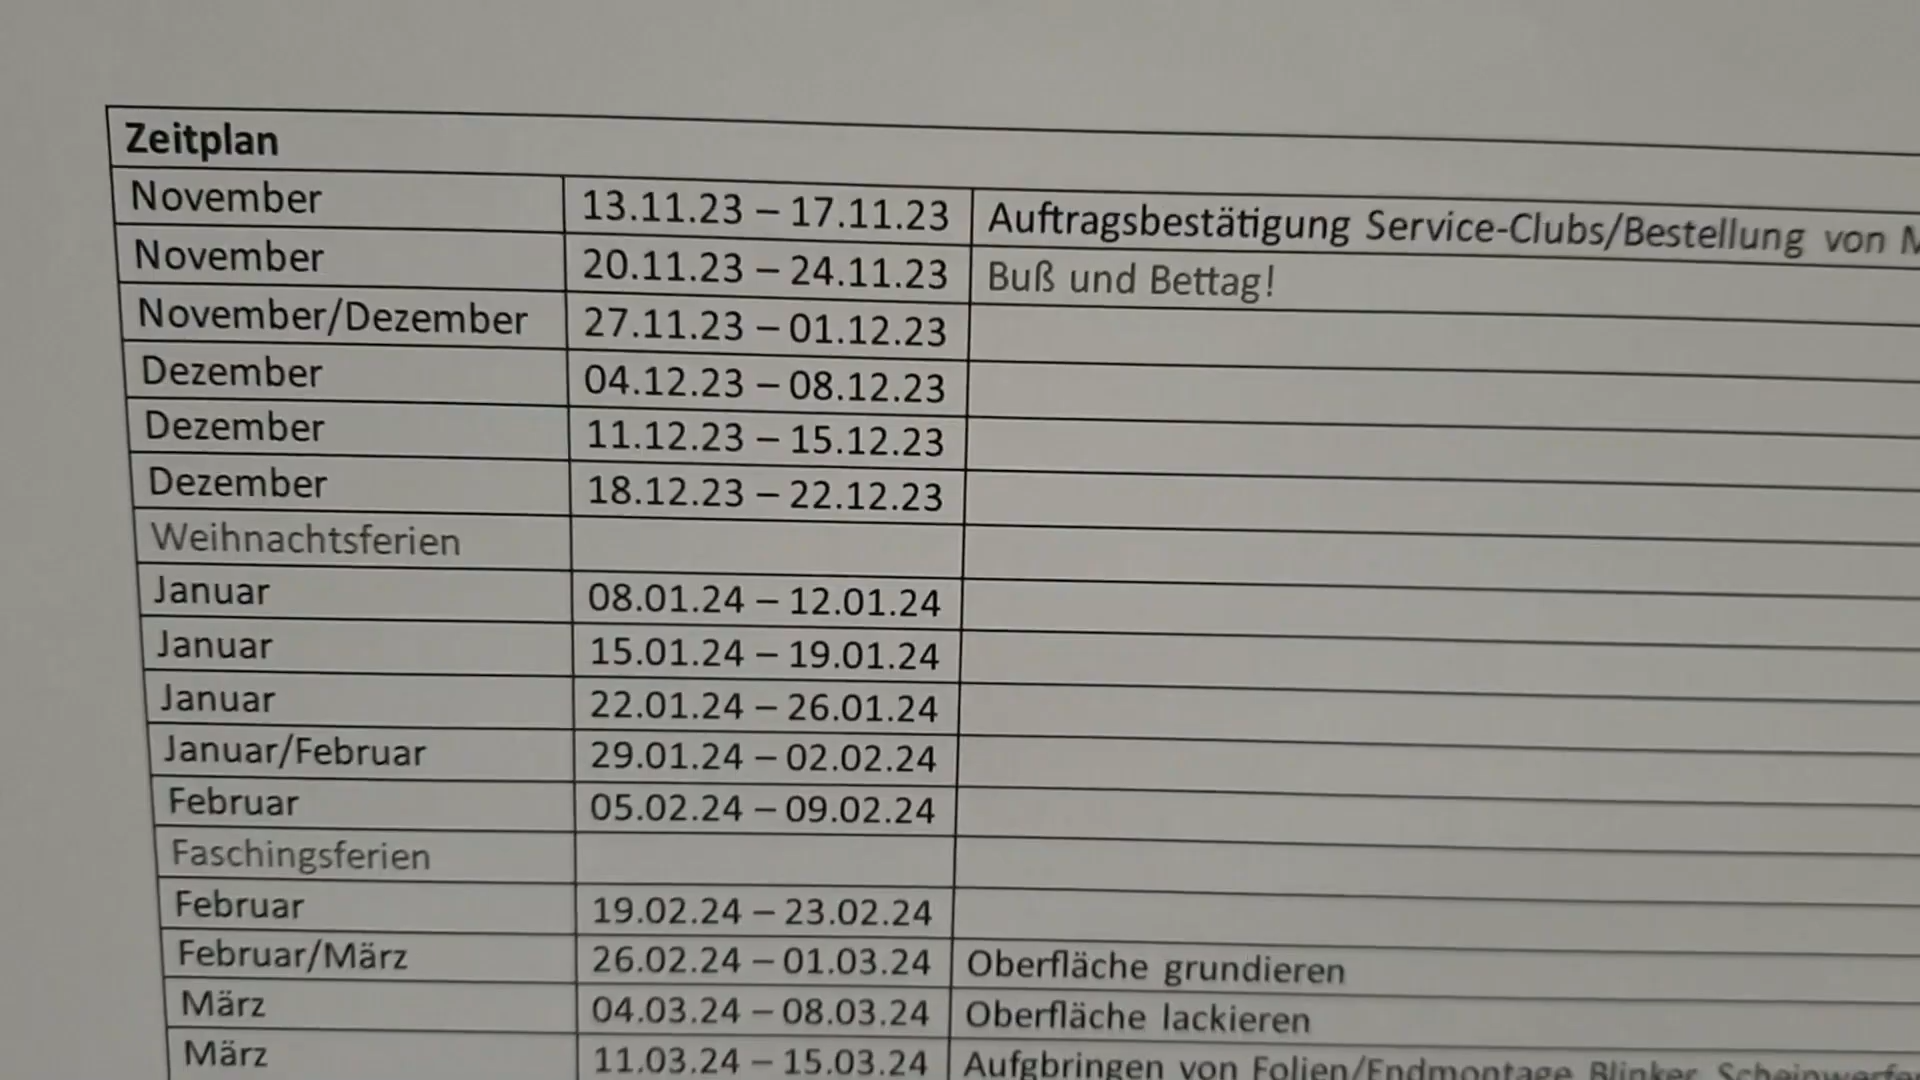 Zeitplan
November 13.11.23 – 17.11.23 Auftragsbestätigung Service-Clubs/Bestellung von
November 20.11.23 – 24.11.23 Buß und Bettag!
November/Dezember 27.11.23 – 01.12.23
Dezember 04.12.23 – 08.12.23
Dezember 11.12.23 – 15.12.23
Dezember 18.12.23 – 22.12.23
Weihnachtsferien
Januar 08.01.24 – 12.01.24
Januar 15.01.24 – 19.01.24
Januar 22.01.24 – 26.01.24
Januar/Februar 29.01.24 – 02.02.24
Februar 05.02.24 – 09.02.24
Faschingsferien
Februar 19.02.24 – 23.02.24
Februar/März 26.02.24 – 01.03.24 Oberfläche grundieren
März 04.03.24 – 08.03.24 Oberfläche lackieren
März 11.03.24 – 15.03.24 Aufgbringen von Folien/Endmontage Blinker